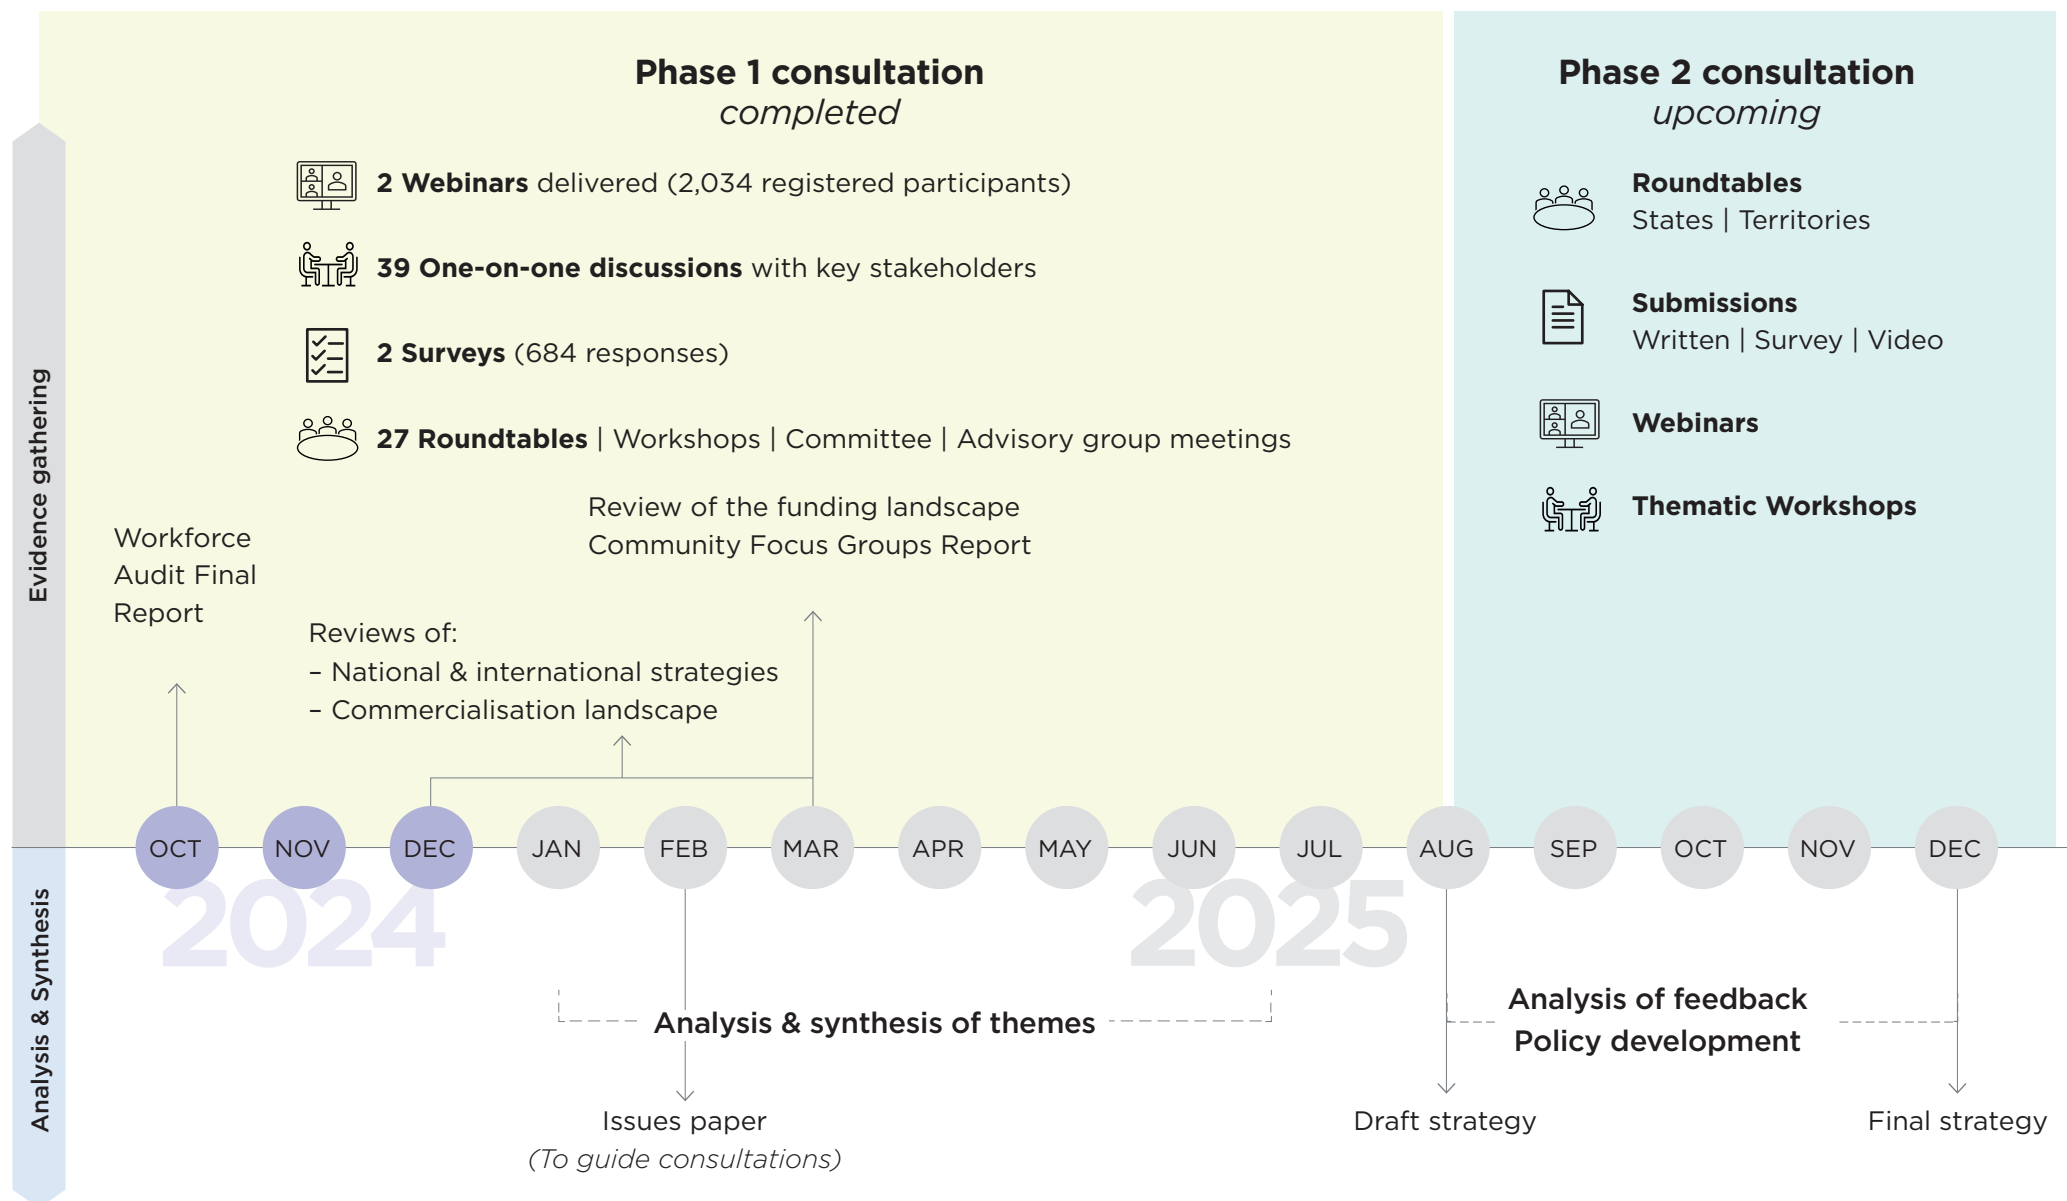 Phase 1 consultation
completed
2 Webinars delivered (2,034 registered participants)
39 One-on-one discussions with key stakeholders
2 Surveys (684 responses)
27 Roundtables | Workshops | Committee | Advisory group meetings
Review of the funding landscape
Community Focus Groups Report
Workforce
Audit Final
Report
Reviews of:
– National & international strategies
– Commercialisation landscape
Phase 2 consultation
upcoming
Roundtables
States | Territories
Submissions
Written | Survey | Video
Webinars
Thematic Workshops
Evidence gathering
OCT NOV DEC JAN FEB MAR APR MAY JUN JUL AUG SEP OCT NOV DEC
2024 2025
Analysis & Synthesis
Analysis & synthesis of themes
Analysis of feedback
Policy development
Issues paper
(To guide consultations)
Draft strategy
Final strategy